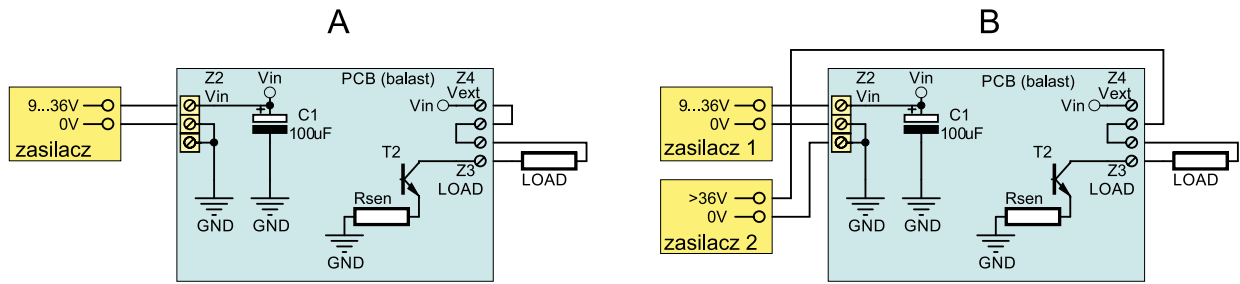 A
Z2
Vin
Vin
PCB (balast)
Z4
Vext
9...36V
0V
zasilacz
+
C1
100uF
Vin
T2
Z3
LOAD
LOAD
Rsen
GND
GND
GND
B
Z2
Vin
Vin
PCB (balast)
Z4
Vext
9...36V
0V
zasilacz 1
+
C1
100uF
Vin
T2
Z3
LOAD
LOAD
>36V
0V
zasilacz 2
Rsen
GND
GND
GND